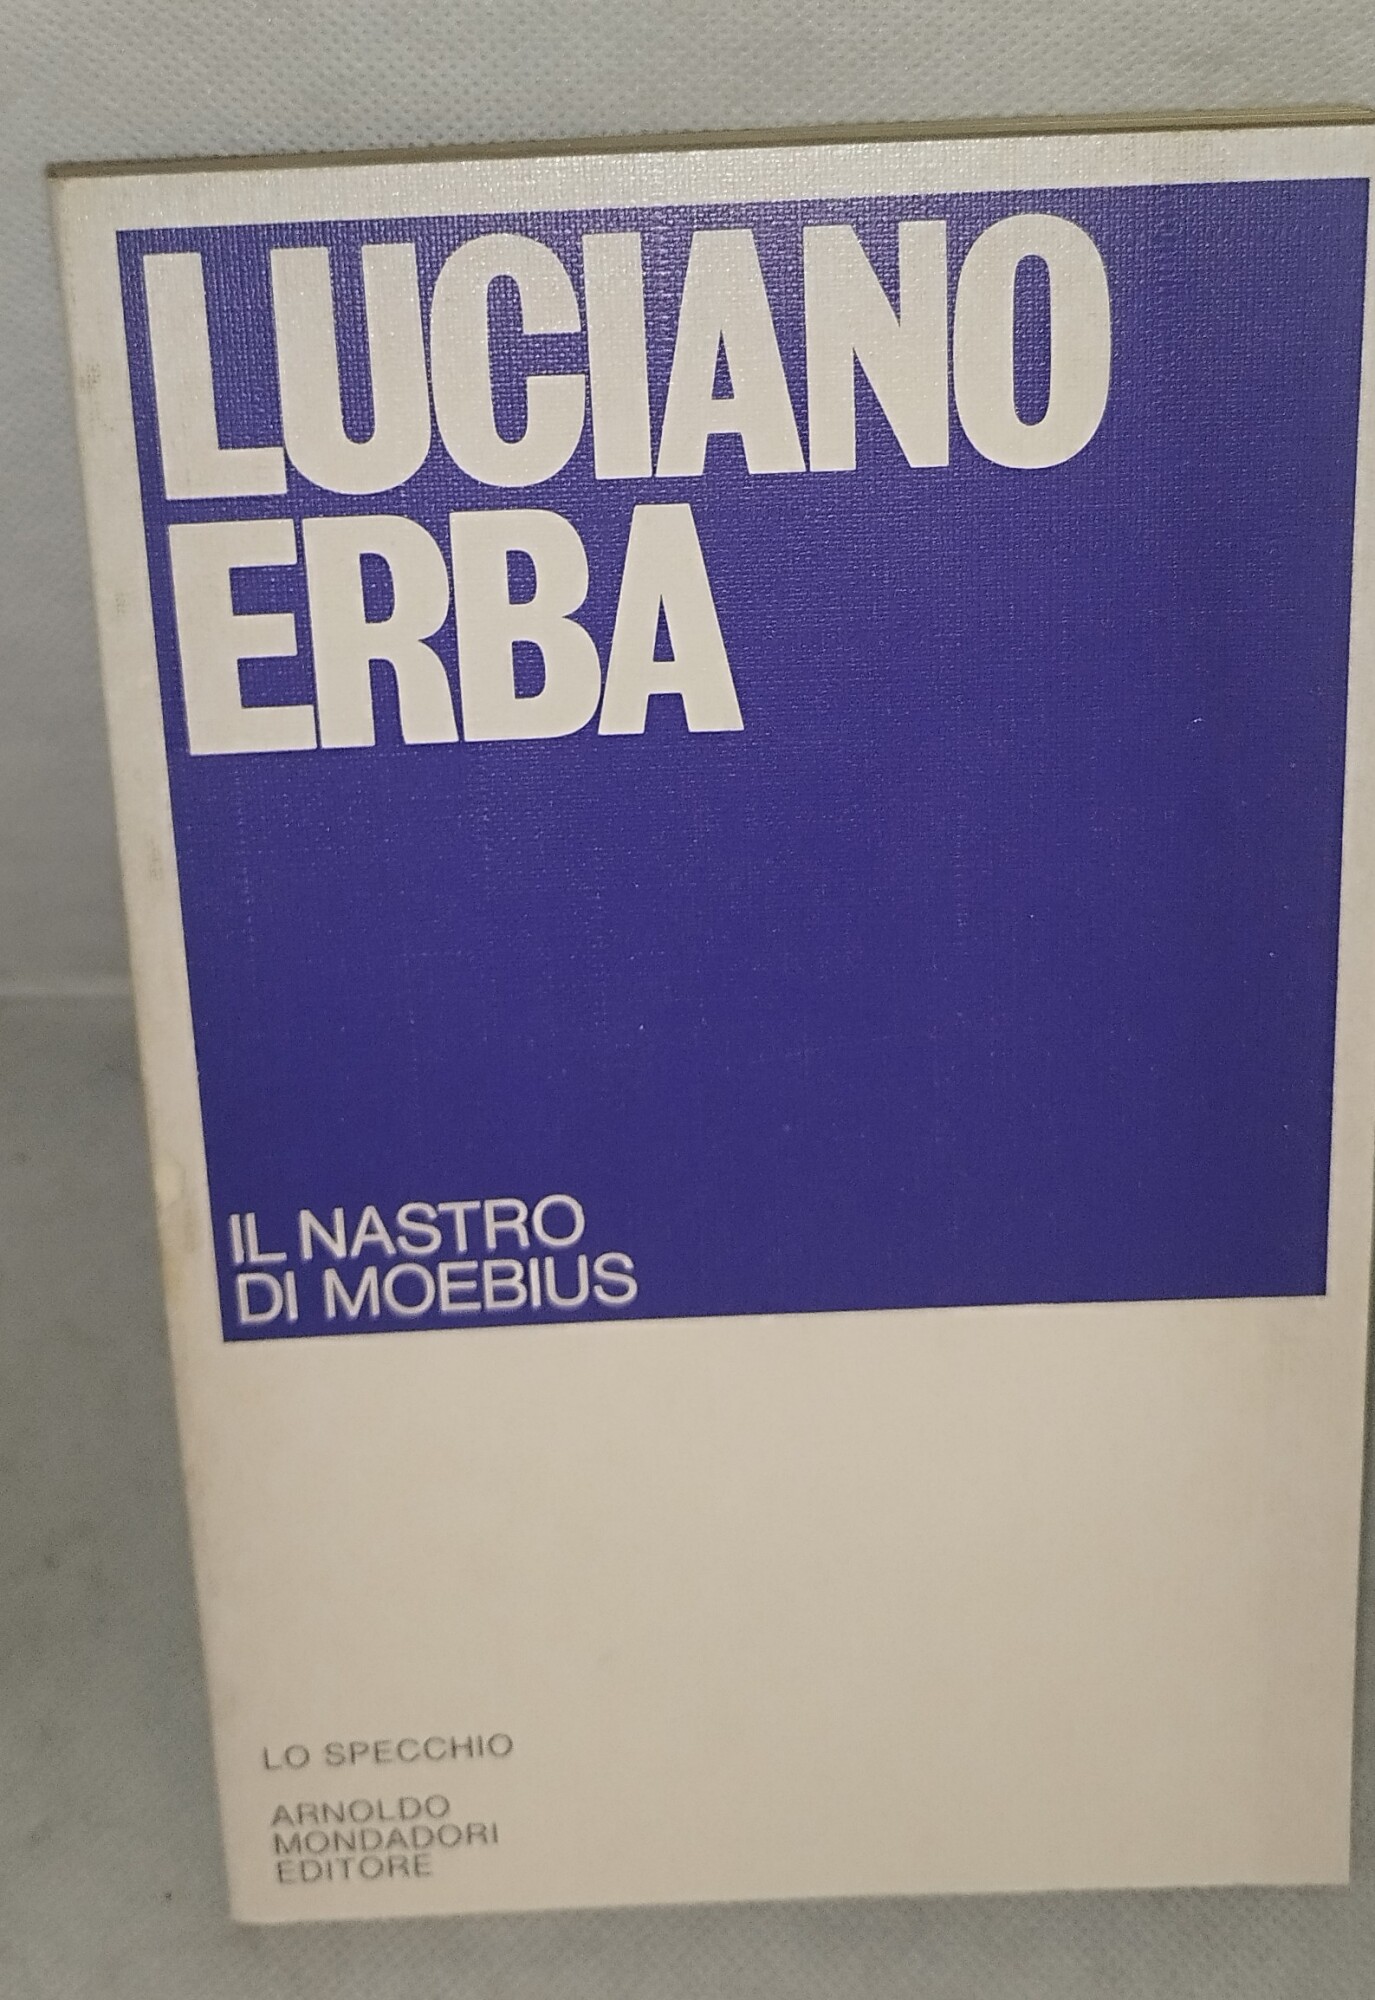 LUCIANO
ERBA
IL NASTRO
DI MOEBIUS
LO SPECCHIO
ARNOLDO
MONDADORI
EDITORE